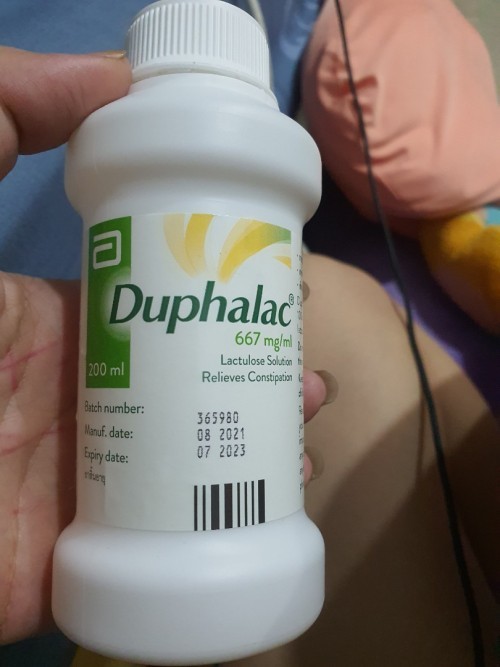 Duphalac®
667 mg/ml
200 ml
Lactulose Solution
Relieves Constipation
Batch number: 365980
Manuf. date: 08 2021
Expiry date: 07 2023